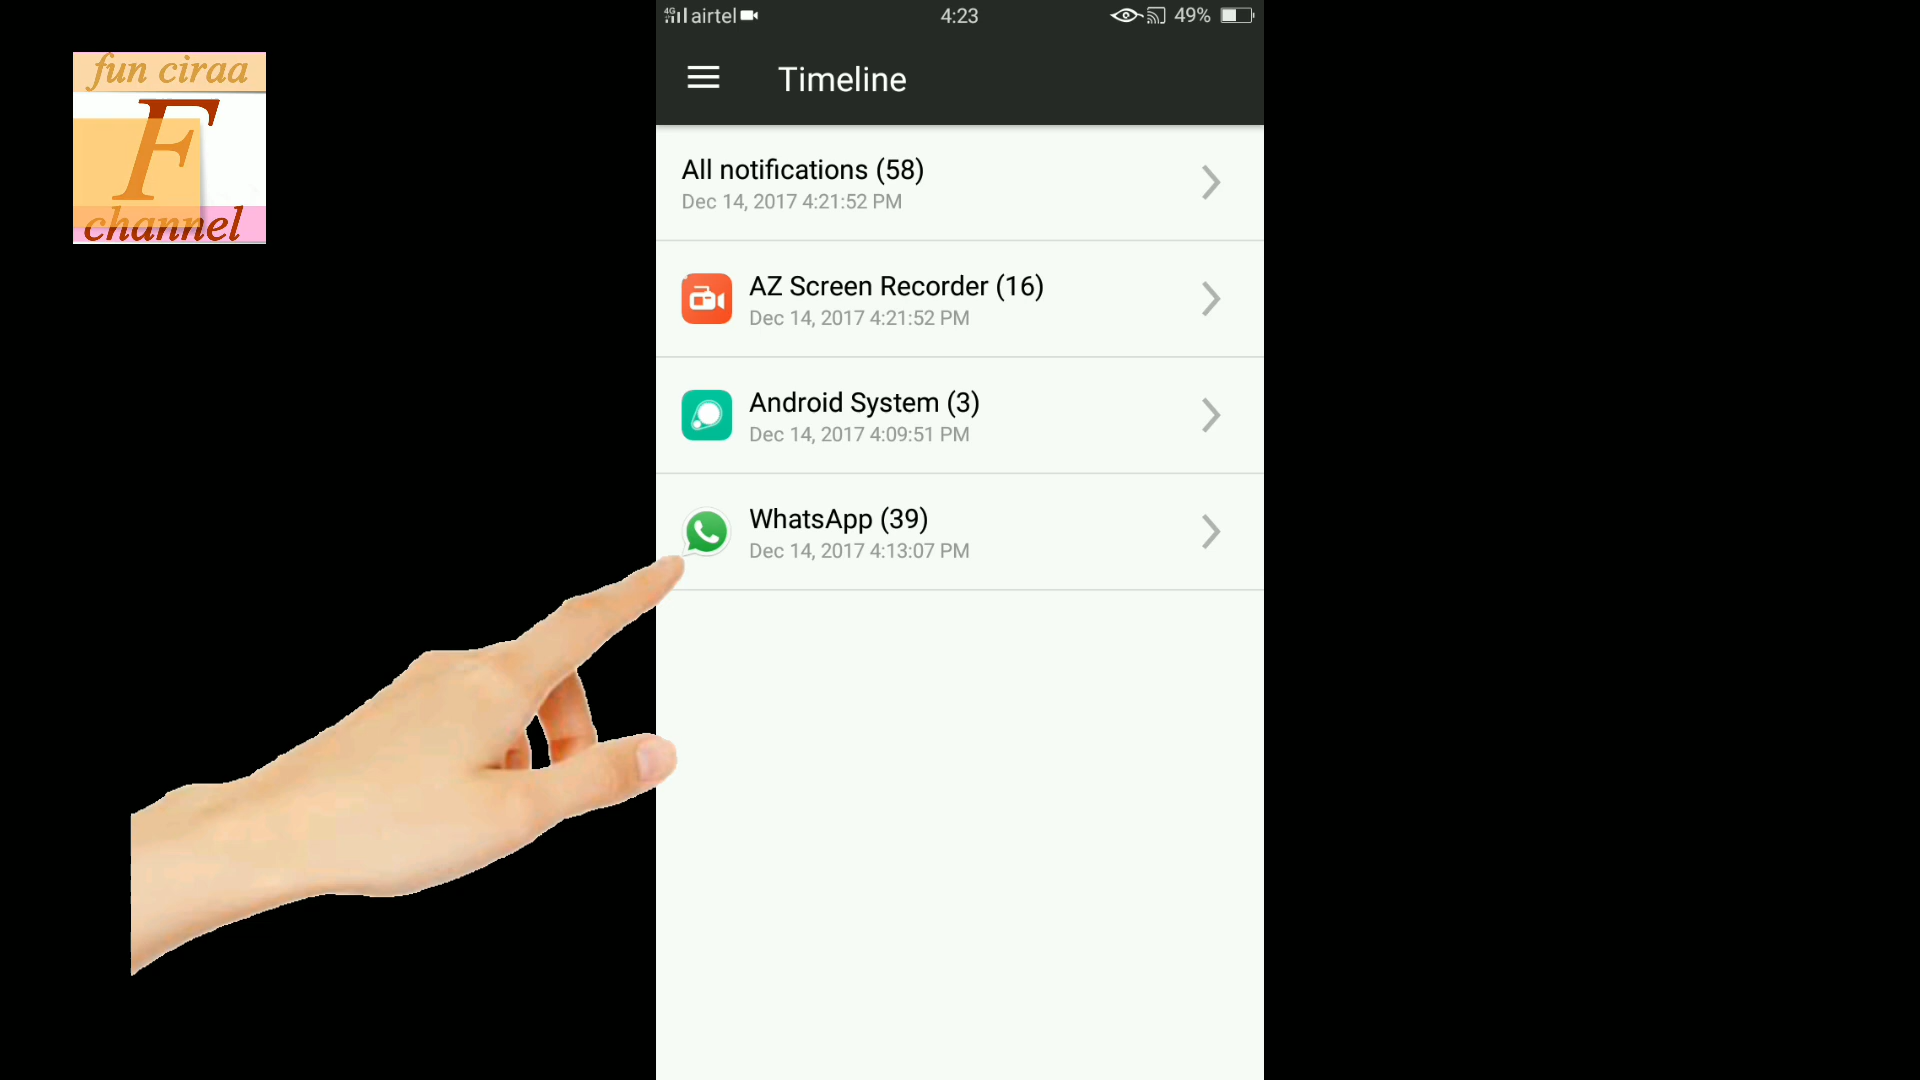 fun ciraa
F
channel
4G airtel 4:23 49%
Timeline
All notifications (58)
Dec 14, 2017 4:21:52 PM
AZ Screen Recorder (16)
Dec 14, 2017 4:21:52 PM
Android System (3)
Dec 14, 2017 4:09:51 PM
WhatsApp (39)
Dec 14, 2017 4:13:07 PM